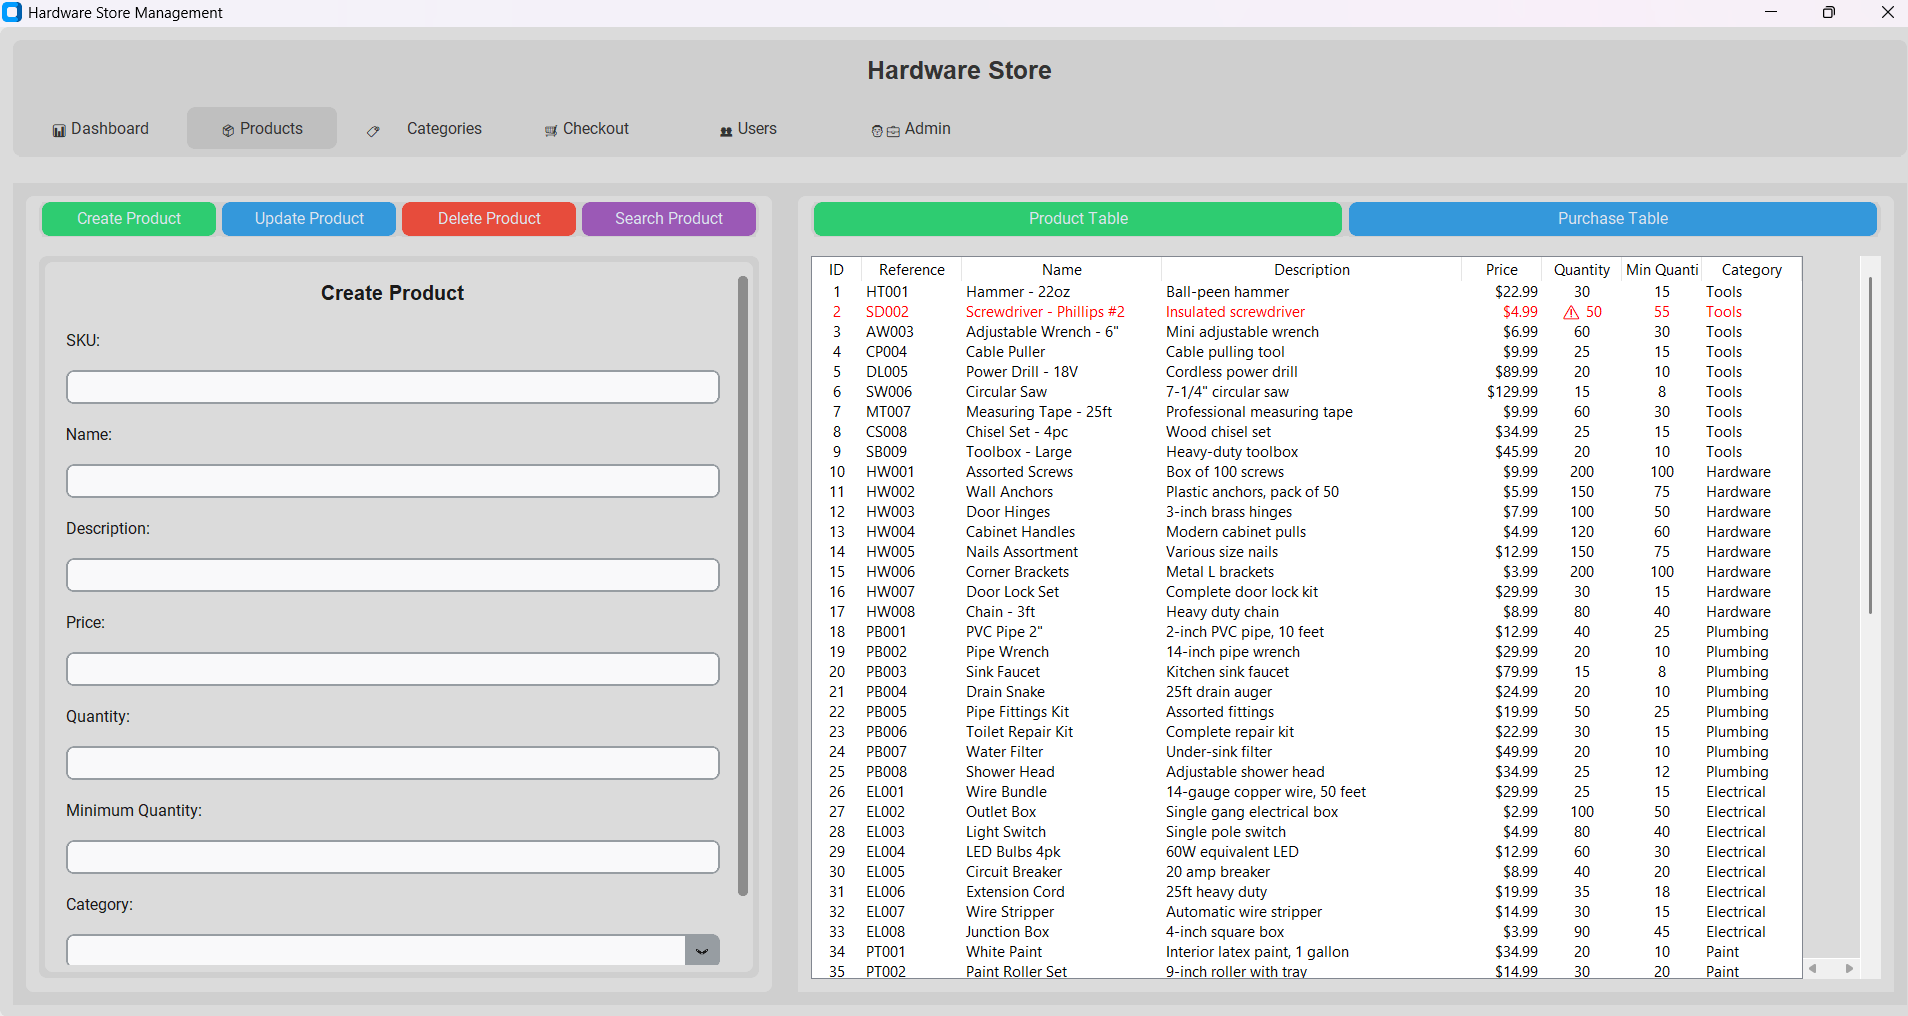 Hardware Store Management
Hardware Store
Dashboard Products Categories Checkout Users Admin
Create Product Update Product Delete Product Search Product
Create Product
SKU:
Name:
Description:
Price:
Quantity:
Minimum Quantity:
Category:
Product Table Purchase Table
ID Reference Name Description Price Quantity Min Quanti Category
1 HT001 Hammer - 22oz Ball-peen hammer $22.99 30 15 Tools
2 SD002 Screwdriver - Phillips #2 Insulated screwdriver $4.99 ⚠ 50 55 Tools
3 AW003 Adjustable Wrench - 6" Mini adjustable wrench $6.99 60 30 Tools
4 CP004 Cable Puller Cable pulling tool $9.99 25 15 Tools
5 DL005 Power Drill - 18V Cordless power drill $89.99 20 10 Tools
6 SW006 Circular Saw 7-1/4" circular saw $129.99 15 8 Tools
7 MT007 Measuring Tape - 25ft Professional measuring tape $9.99 60 30 Tools
8 CS008 Chisel Set - 4pc Wood chisel set $34.99 25 15 Tools
9 SB009 Toolbox - Large Heavy-duty toolbox $45.99 20 10 Tools
10 HW001 Assorted Screws Box of 100 screws $9.99 200 100 Hardware
11 HW002 Wall Anchors Plastic anchors, pack of 50 $5.99 150 75 Hardware
12 HW003 Door Hinges 3-inch brass hinges $7.99 100 50 Hardware
13 HW004 Cabinet Handles Modern cabinet pulls $4.99 120 60 Hardware
14 HW005 Nails Assortment Various size nails $12.99 150 75 Hardware
15 HW006 Corner Brackets Metal L brackets $3.99 200 100 Hardware
16 HW007 Door Lock Set Complete door lock kit $29.99 30 15 Hardware
17 HW008 Chain - 3ft Heavy duty chain $8.99 80 40 Hardware
18 PB001 PVC Pipe 2" 2-inch PVC pipe, 10 feet $12.99 40 25 Plumbing
19 PB002 Pipe Wrench 14-inch pipe wrench $29.99 20 10 Plumbing
20 PB003 Sink Faucet Kitchen sink faucet $79.99 15 8 Plumbing
21 PB004 Drain Snake 25ft drain auger $24.99 20 10 Plumbing
22 PB005 Pipe Fittings Kit Assorted fittings $19.99 50 25 Plumbing
23 PB006 Toilet Repair Kit Complete repair kit $22.99 30 15 Plumbing
24 PB007 Water Filter Under-sink filter $49.99 20 10 Plumbing
25 PB008 Shower Head Adjustable shower head $34.99 25 12 Plumbing
26 EL001 Wire Bundle 14-gauge copper wire, 50 feet $29.99 25 15 Electrical
27 EL002 Outlet Box Single gang electrical box $2.99 100 50 Electrical
28 EL003 Light Switch Single pole switch $4.99 80 40 Electrical
29 EL004 LED Bulbs 4pk 60W equivalent LED $12.99 60 30 Electrical
30 EL005 Circuit Breaker 20 amp breaker $8.99 40 20 Electrical
31 EL006 Extension Cord 25ft heavy duty $19.99 35 18 Electrical
32 EL007 Wire Stripper Automatic wire stripper $14.99 30 15 Electrical
33 EL008 Junction Box 4-inch square box $3.99 90 45 Electrical
34 PT001 White Paint Interior latex paint, 1 gallon $34.99 20 10 Paint
35 PT002 Paint Roller Set 9-inch roller with tray $14.99 30 20 Paint